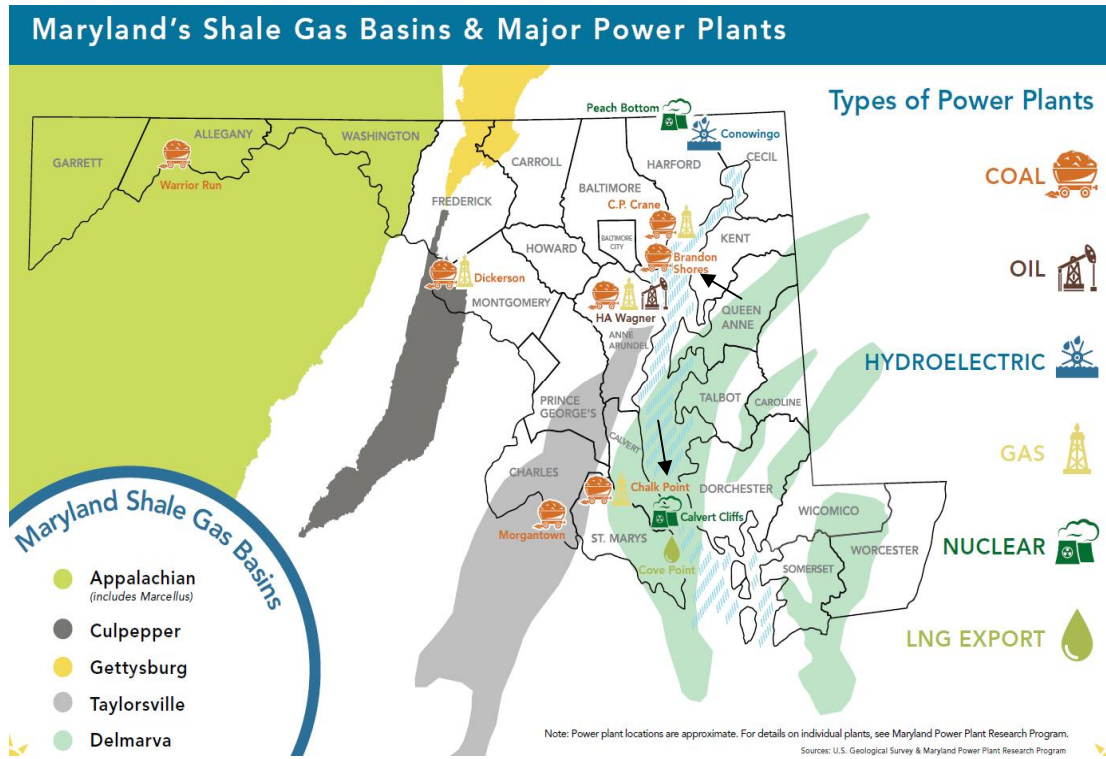 Maryland's Shale Gas Basins & Major Power Plants
Types of Power Plants
COAL
OIL
HYDROELECTRIC
GAS
NUCLEAR
LNG EXPORT
Peach Bottom
Conowingo
GARRETT
ALLEGANY
WASHINGTON
Warrior Run
FREDERICK
CARROLL
BALTIMORE
HARFORD
CECIL
C.P. Crane
BALTIMORE
CITY
HOWARD
KENT
Brandon
Shores
Dickerson
MONTGOMERY
HA Wagner
ANNE
ARUNDEL
QUEEN
ANNE
TALBOT
CAROLINE
PRINCE
GEORGE'S
CALVERT
CHARLES
Chalk Point
DORCHESTER
Calvert Cliffs
Morgantown
ST. MARYS
Cove Point
WICOMICO
SOMERSET
WORCESTER
Maryland Shale Gas Basins
Appalachian
(includes Marcellus)
Culpepper
Gettysburg
Taylorsville
Delmarva
Note: Power plant locations are approximate. For details on individual plants, see Maryland Power Plant Research Program.
Sources: U.S. Geological Survey & Maryland Power Plant Research Program